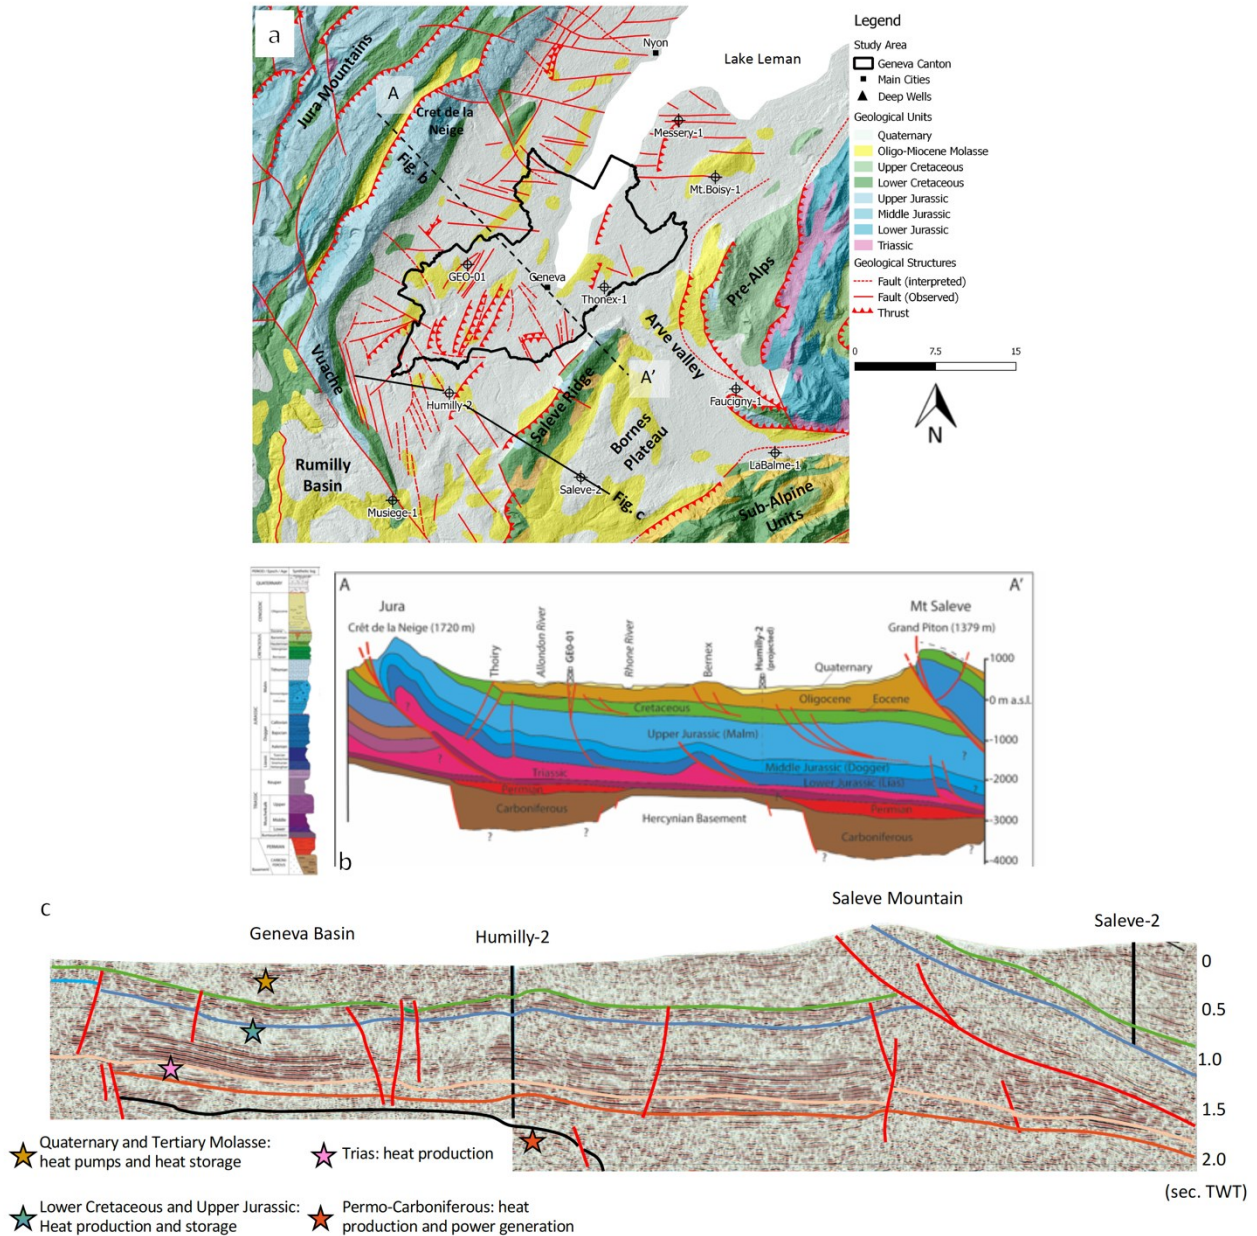 a
Jura Mountains
A
Cret de la
Neige
Fig. b
Nyon
Lake Leman
Messery-1
Mt.Boisy-1
GEO-01
Geneva
Thonex-1
Pre-Alps
Arve valley
Vuache
A'
Humilly-2
Saleve Ridge
Faucigny-1
Bornes
Plateau
Rumilly
Basin
Saleve-2
Fig. c
LaBalme-1
Musiege-1
Sub-Alpine
Units
Legend
Study Area
Geneva Canton
Main Cities
Deep Wells
Geological Units
Quaternary
Oligo-Miocene Molasse
Upper Cretaceous
Lower Cretaceous
Upper Jurassic
Middle Jurassic
Lower Jurassic
Triassic
Geological Structures
Fault (interpreted)
Fault (Observed)
Thrust
0 7.5 15
N
QUATERNARY
PERMIAN
A
A'
Jura
Crêt de la Neige (1720 m)
Thoiry
Allondon River
GEO-01
Rhone River
Bernex
Humilly-2
(projected)
Mt Saleve
Grand Piton (1379 m)
Quaternary
1000
Oligocene
Eocene
0 m a.s.l.
Cretaceous
Upper Jurassic (Malm)
-1000
Middle Jurassic (Dogger)
Triassic
Lower Jurassic (Lias)
-2000
Permian
Permian
Carboniferous
Hercynian Basement
-3000
Carboniferous
-4000
? ? ? ? ? ? ? ?
b
c
Geneva Basin
Humilly-2
Saleve Mountain
Saleve-2
0
0.5
1.0
1.5
2.0
(sec. TWT)
Quaternary and Tertiary Molasse:
heat pumps and heat storage
Trias: heat production
Lower Cretaceous and Upper Jurassic:
Heat production and storage
Permo-Carboniferous: heat
production and power generation